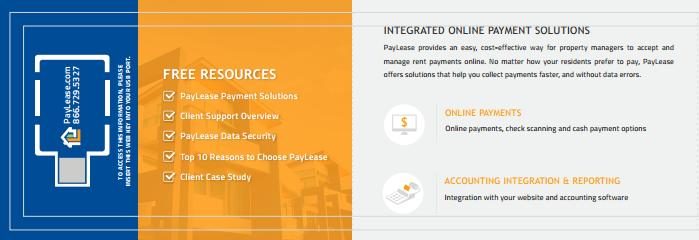 PayLease.com
866.729.5327
TO ACCESS THIS INFORMATION, PLEASE
INSERT THIS WEB KEY INTO YOUR USB PORT.
FREE RESOURCES
PayLease Payment Solutions
Client Support Overview
PayLease Data Security
Top 10 Reasons to Choose PayLease
Client Case Study
INTEGRATED ONLINE PAYMENT SOLUTIONS
PayLease provides an easy, cost-effective way for property managers to accept and
manage rent payments online. No matter how your residents prefer to pay, PayLease
offers solutions that help you collect payments faster, and without data errors.
$
ONLINE PAYMENTS
Online payments, check scanning and cash payment options
ACCOUNTING INTEGRATION & REPORTING
Integration with your website and accounting software